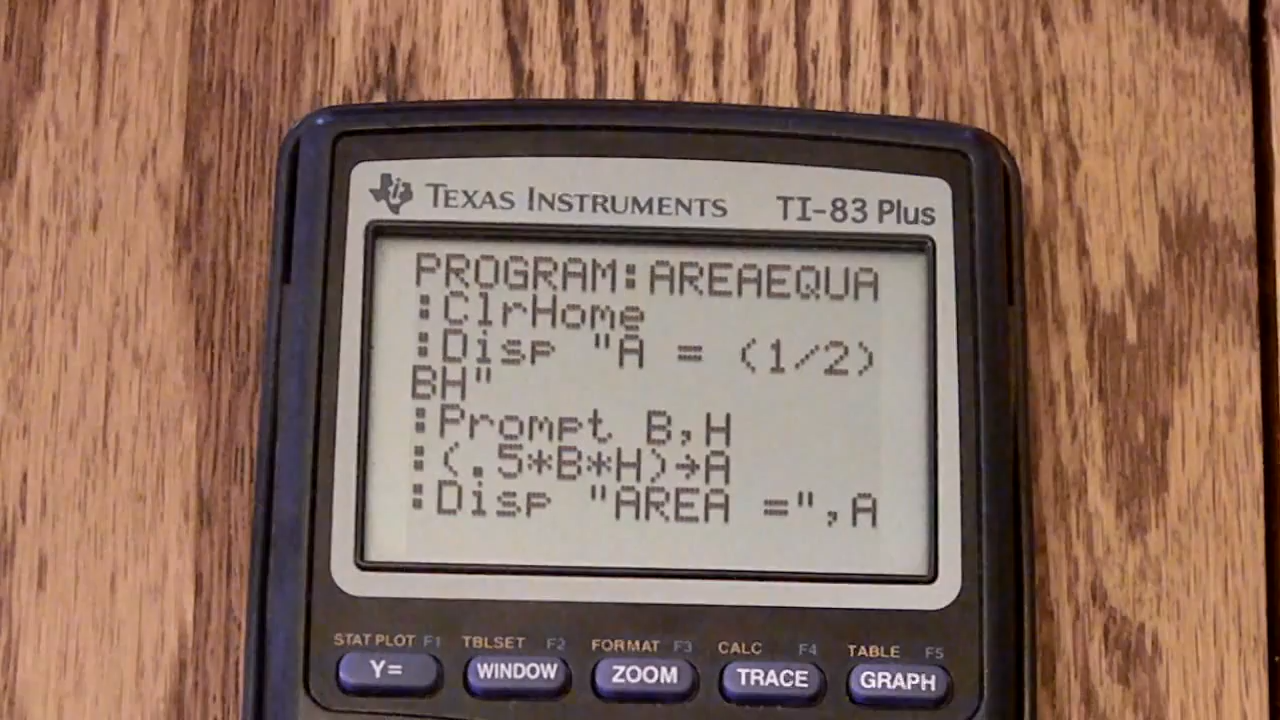 TEXAS INSTRUMENTS TI-83 Plus
PROGRAM:AREAEQUA
:ClrHome
:Disp "A = (1/2)
BH"
:Prompt B,H
:(.5*B*H)→A
:Disp "AREA =",A
STAT PLOT F1 TBLSET F2 FORMAT F3 CALC F4 TABLE F5
Y= WINDOW ZOOM TRACE GRAPH